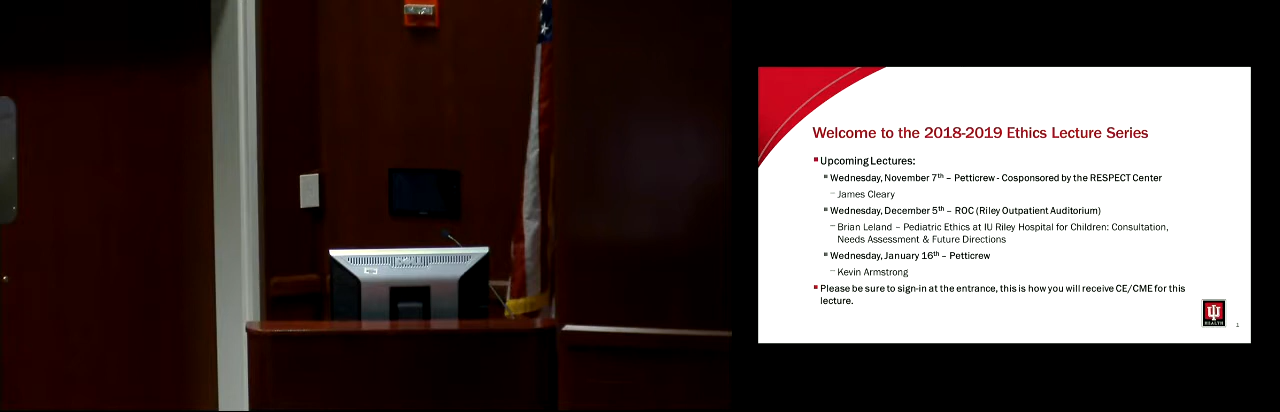 Welcome to the 2018-2019 Ethics Lecture Series
Upcoming Lectures:
Wednesday, November 7th – Petticrew - Cosponsored by the RESPECT Center
– James Cleary
Wednesday, December 5th – ROC (Riley Outpatient Auditorium)
– Brian Leland – Pediatric Ethics at IU Riley Hospital for Children: Consultation,
Needs Assessment & Future Directions
Wednesday, January 16th – Petticrew
– Kevin Armstrong
Please be sure to sign-in at the entrance, this is how you will receive CE/CME for this
lecture.
HEALTH
1